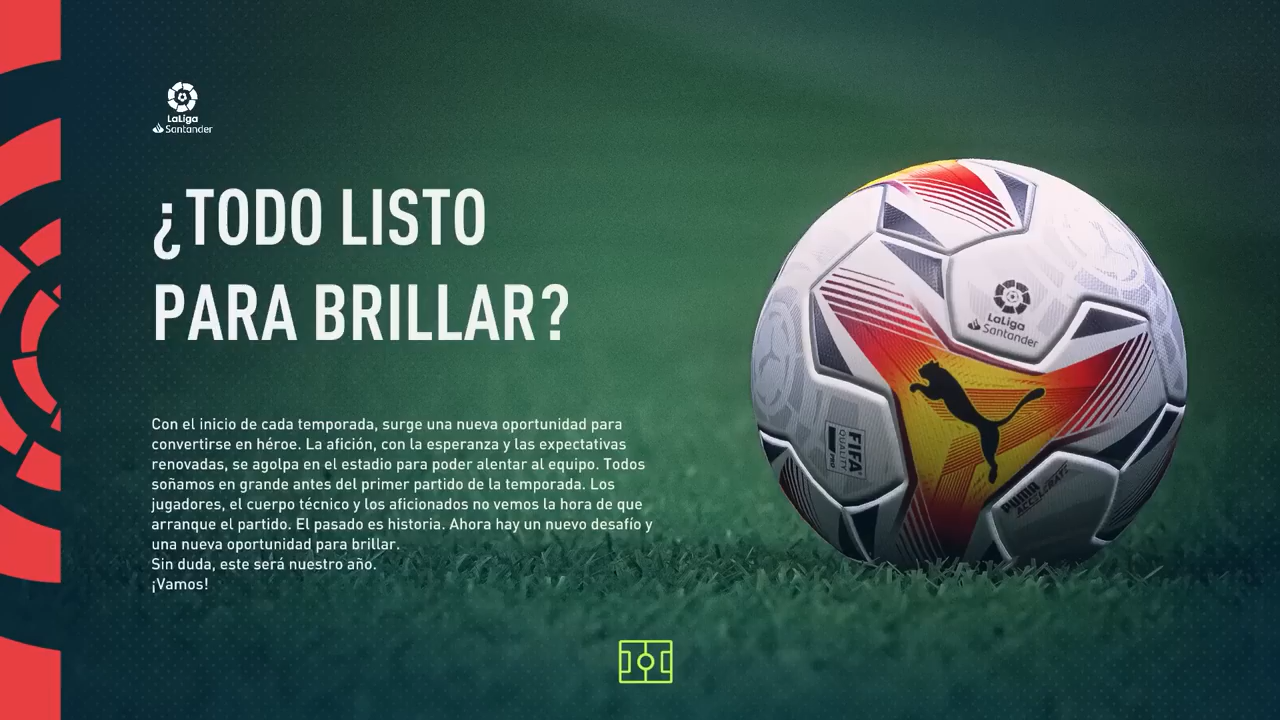 LaLiga
Santander
¿TODO LISTO
PARA BRILLAR?
Con el inicio de cada temporada, surge una nueva oportunidad para
convertirse en héroe. La afición, con la esperanza y las expectativas
renovadas, se agolpa en el estadio para poder alentar al equipo. Todos
soñamos en grande antes del primer partido de la temporada. Los
jugadores, el cuerpo técnico y los aficionados no vemos la hora de que
arranque el partido. El pasado es historia. Ahora hay un nuevo desafío y
una nueva oportunidad para brillar.
Sin duda, este será nuestro año.
¡Vamos!
LaLiga
Santander
FIFA
QUALITY
PRO
PUMA
ACCELERATE